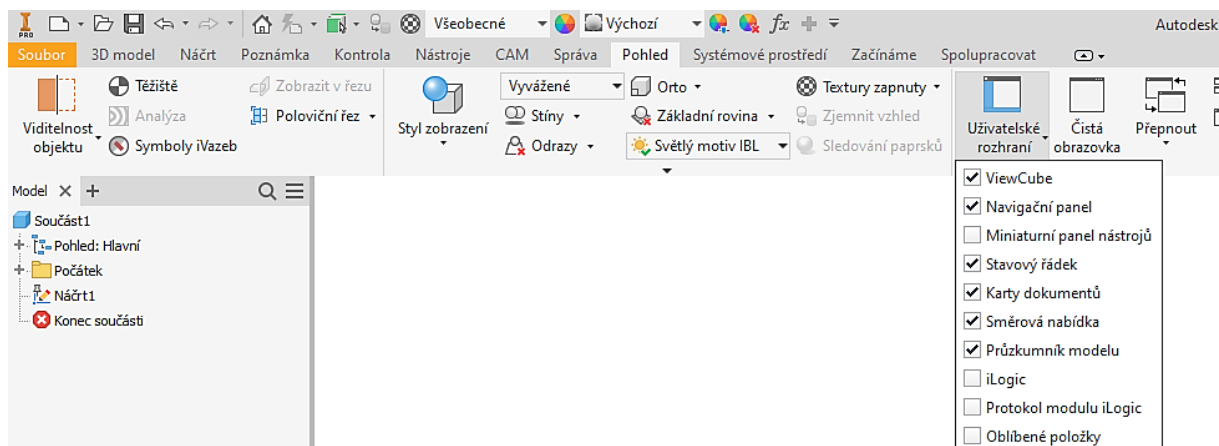 PRO Všeobecné Výchozí fx Autodesk
Soubor 3D model Náčrt Poznámka Kontrola Nástroje CAM Správa Pohled Systémové prostředí Začínáme Spolupracovat
Viditelnost objektu
Těžiště
Analýza
Symboly iVazeb
Zobrazit v řezu
Poloviční řez
Styl zobrazení
Vyvážené
Stíny
Odrazy
Orto
Základní rovina
Světlý motiv IBL
Textury zapnuty
Zjemnit vzhled
Sledování paprsků
Uživatelské
rozhraní
Čistá
obrazovka
Přepnout
Model
Součást1
Pohled: Hlavní
Počátek
Náčrt1
Konec součásti
ViewCube
Navigační panel
Miniaturní panel nástrojů
Stavový řádek
Karty dokumentů
Směrová nabídka
Průzkumník modelu
iLogic
Protokol modulu iLogic
Oblíbené položky